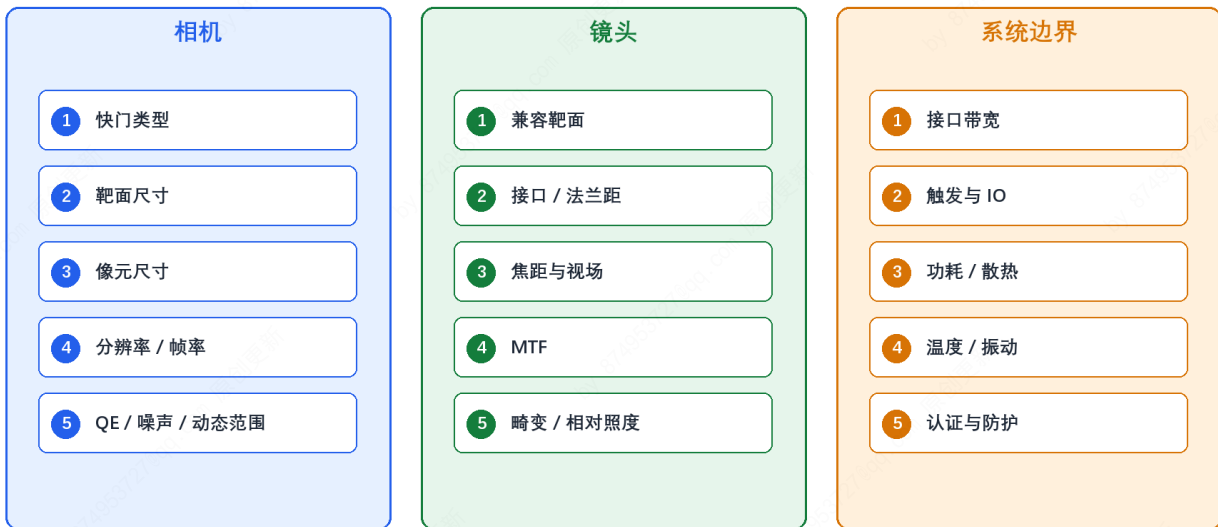 相机
1 快门类型
2 靶面尺寸
3 像元尺寸
4 分辨率 / 帧率
5 QE / 噪声 / 动态范围
镜头
1 兼容靶面
2 接口 / 法兰距
3 焦距与视场
4 MTF
5 畸变 / 相对照度
系统边界
1 接口带宽
2 触发与 IO
3 功耗 / 散热
4 温度 / 振动
5 认证与防护